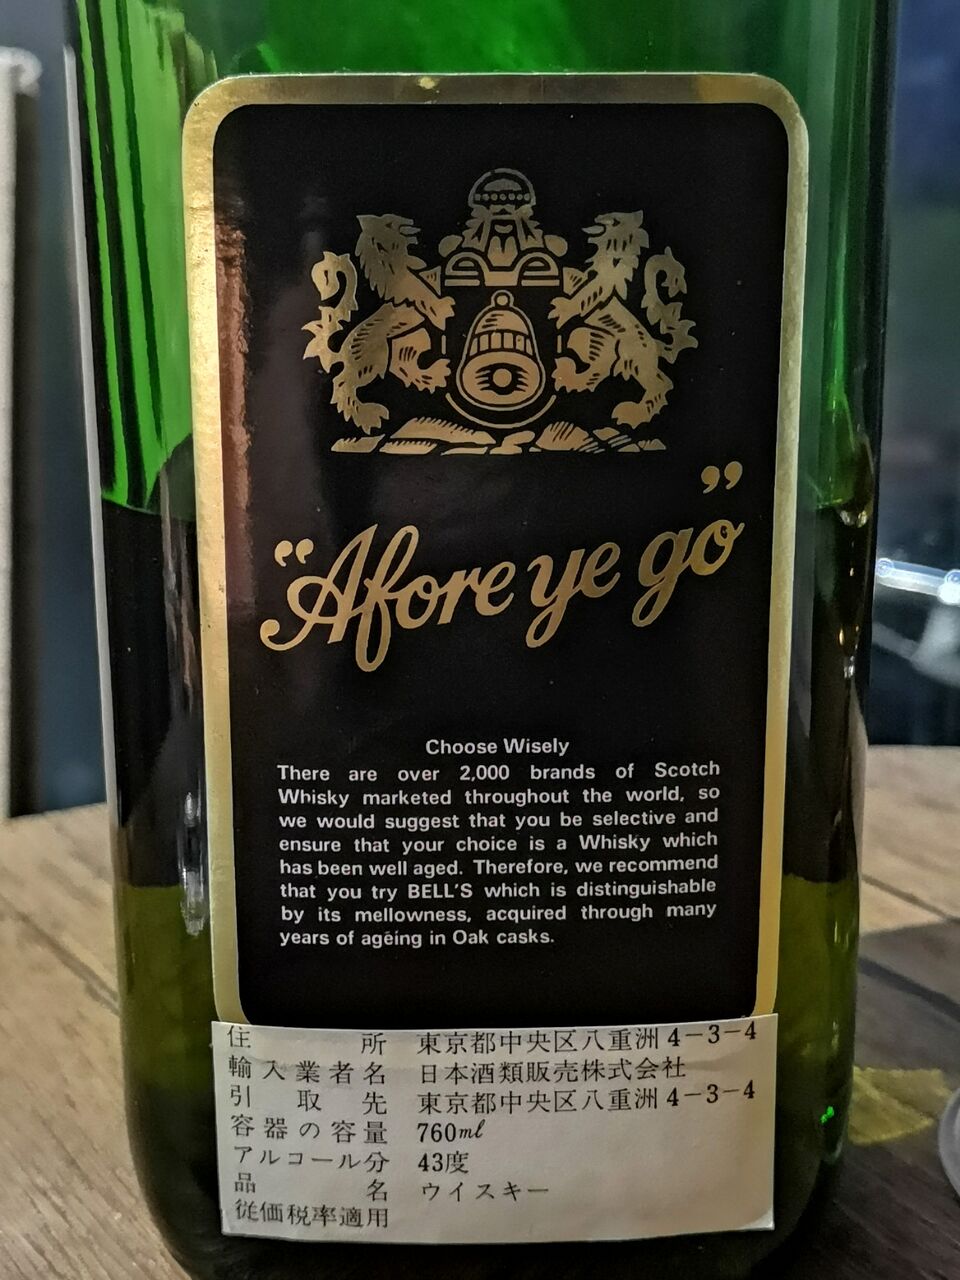 “Afore ye go”
Choose Wisely
There are over 2,000 brands of Scotch
Whisky marketed throughout the world, so
we would suggest that you be selective and
ensure that your choice is a Whisky which
has been well aged. Therefore, we recommend
that you try BELL'S which is distinguishable
by its mellowness, acquired through many
years of ageing in Oak casks.
住所 東京都中央区八重洲4-3-4
輸入業者名 日本酒類販売株式会社
引取先 東京都中央区八重洲4-3-4
容器の容量 760ml
アルコール分 43度
品名 ウイスキー
従価税率適用